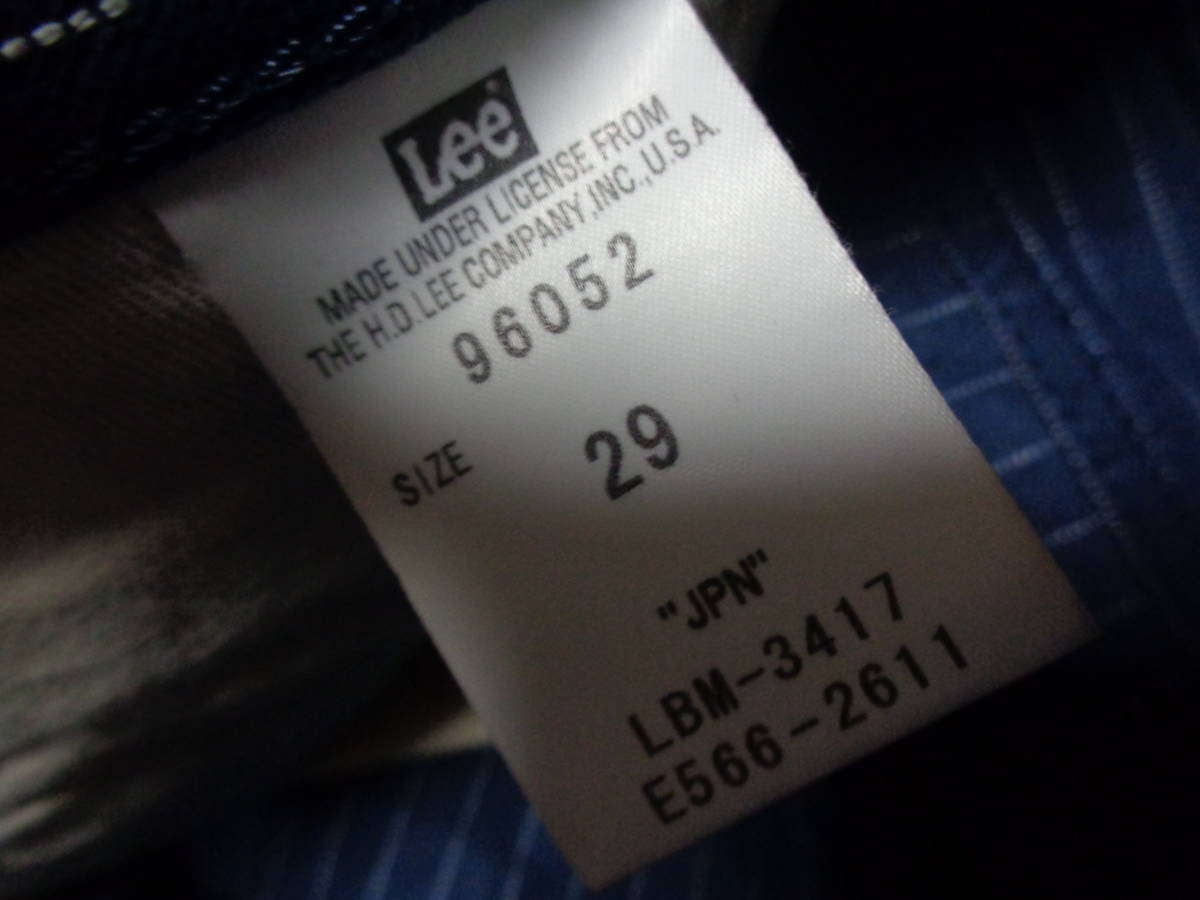 Lee
MADE UNDER LICENSE FROM
THE H.D.LEE COMPANY,INC.,U.S.A.
96052
SIZE 29
"JPN"
LBM-3417
E566-2611